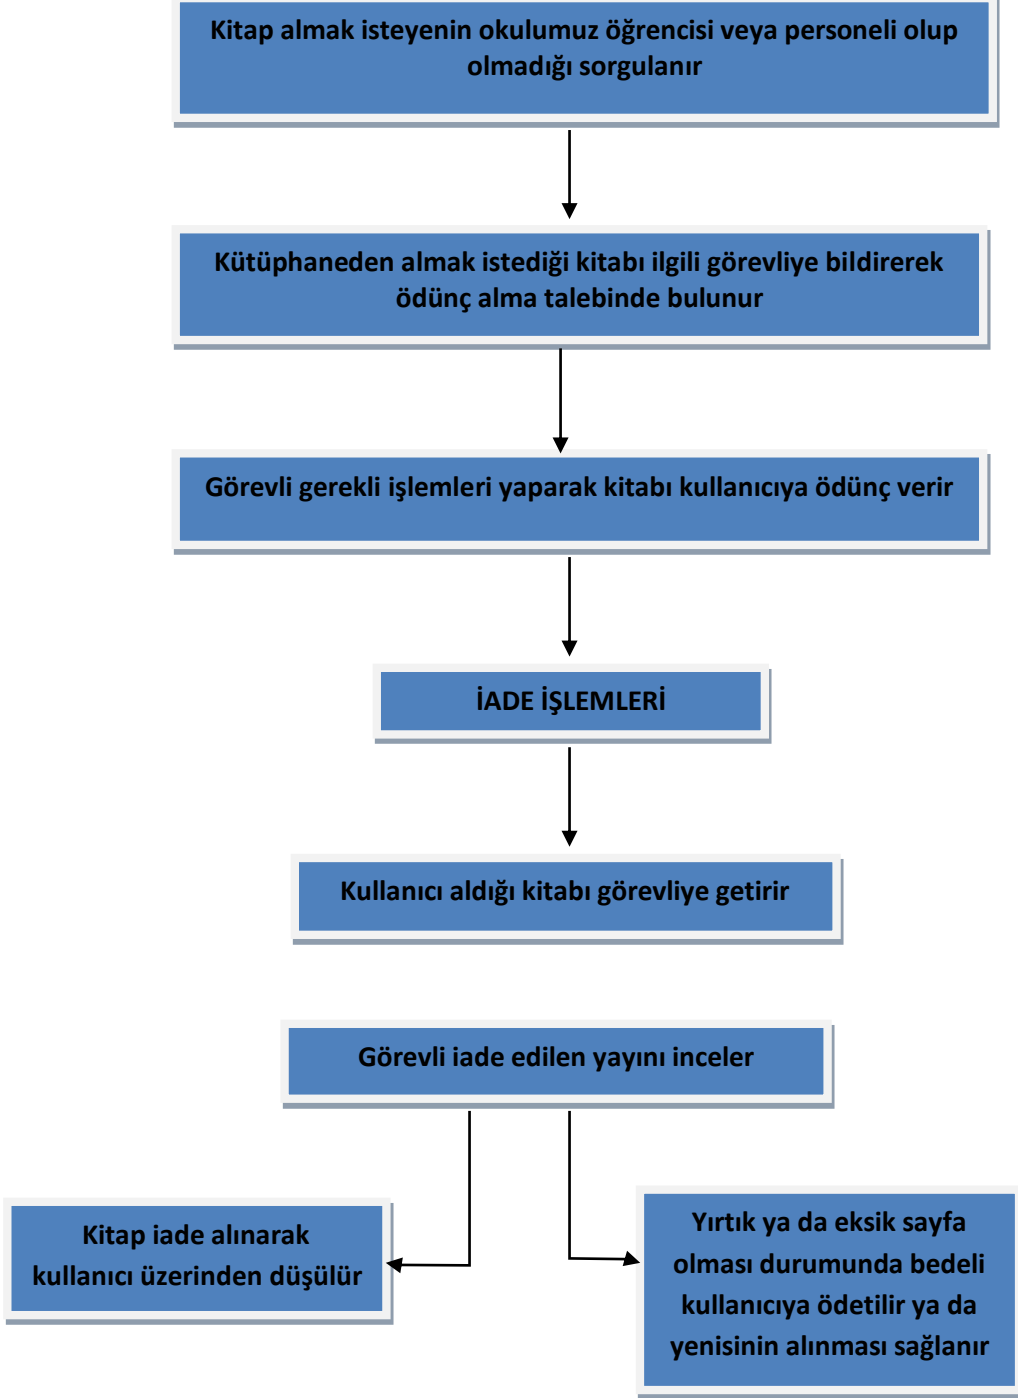 Kitap almak isteyenin okulumuz öğrencisi veya personeli olup
olmadığı sorgulanır
Kütüphaneden almak istediği kitabı ilgili görevliye bildirerek
ödünç alma talebinde bulunur
Görevli gerekli işlemleri yaparak kitabı kullanıcıya ödünç verir
İADE İŞLEMLERİ
Kullanıcı aldığı kitabı görevliye getirir
Görevli iade edilen yayını inceler
Kitap iade alınarak
kullanıcı üzerinden düşülür
Yırtık ya da eksik sayfa
olması durumunda bedeli
kullanıcıya ödetilir ya da
yenisinin alınması sağlanır